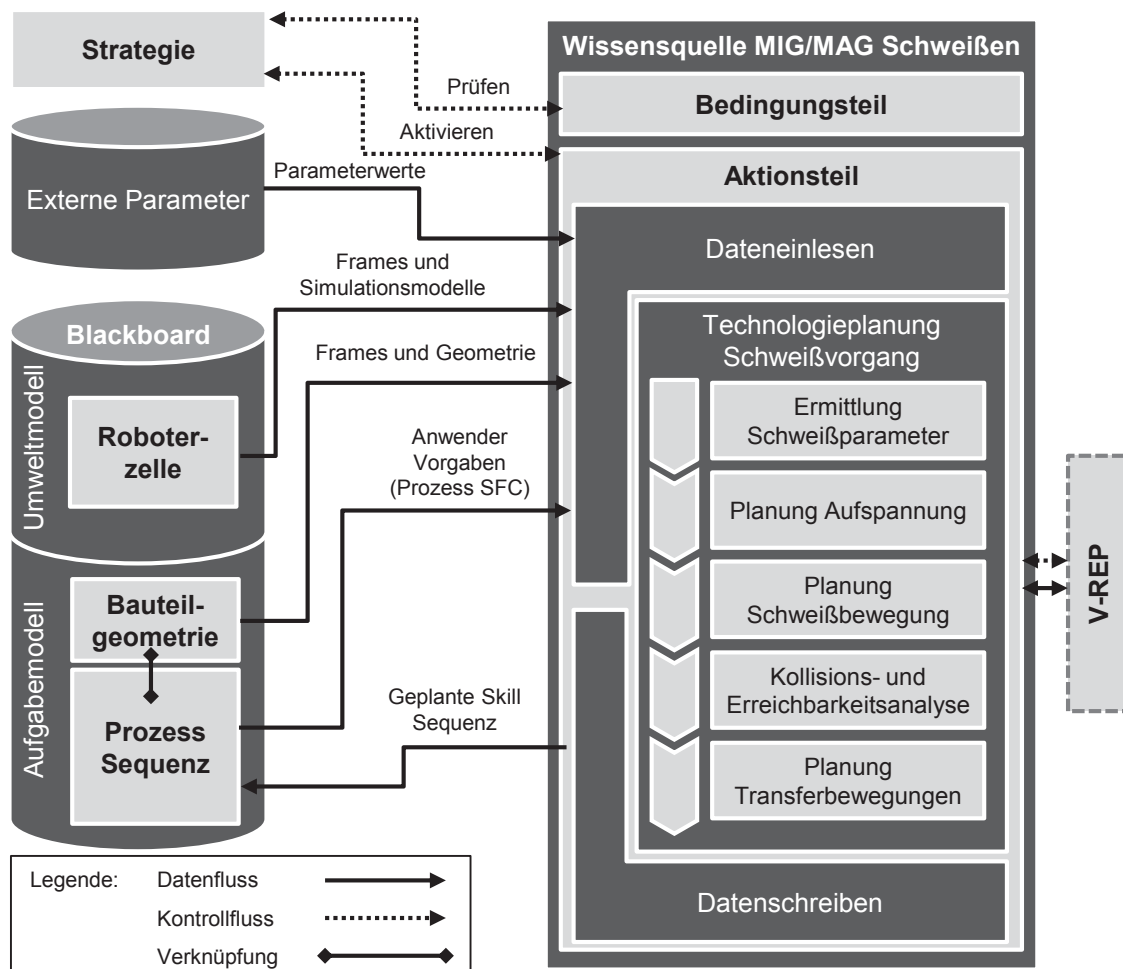 Strategie
Prüfen
Aktivieren
Externe Parameter
Parameterwerte
Frames und
Simulationsmodelle
Blackboard
Umweltmodell
Roboter-
zelle
Frames und Geometrie
Anwender
Vorgaben
(Prozess SFC)
Aufgabemodell
Bauteil-
geometrie
Prozess
Sequenz
Geplante Skill
Sequenz
Wissensquelle MIG/MAG Schweißen
Bedingungsteil
Aktionsteil
Dateneinlesen
Technologieplanung
Schweißvorgang
Ermittlung
Schweißparameter
Planung Aufspannung
Planung
Schweißbewegung
Kollisions- und
Erreichbarkeitsanalyse
Planung
Transferbewegungen
Datenschreiben
V-REP
Legende:
Datenfluss
Kontrollfluss
Verknüpfung